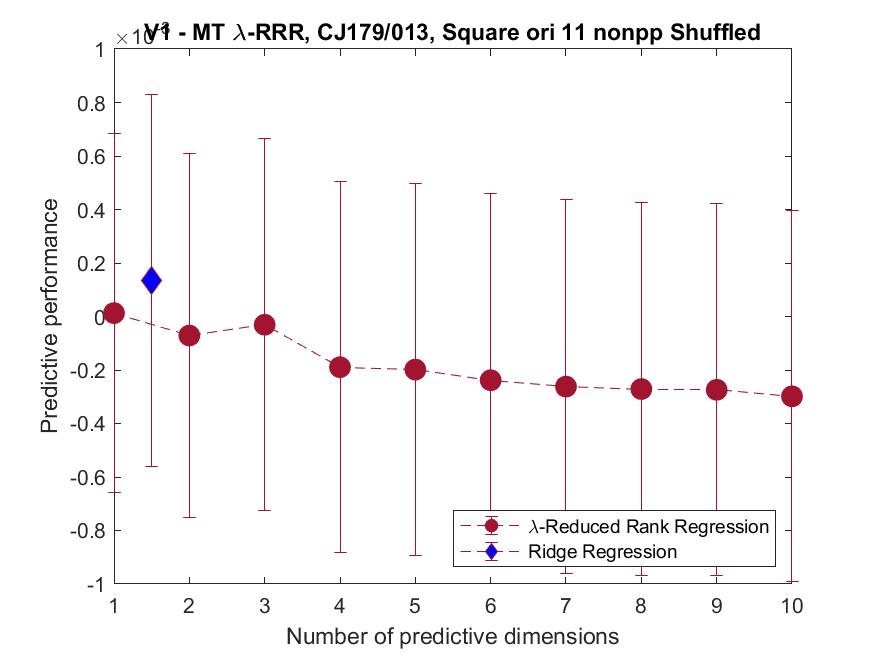 V1 - MT λ-RRR, CJ179/013, Square ori 11 nonpp Shuffled
1
0.8
0.6
0.4
0.2
0
-0.2
-0.4
-0.6
-0.8
-1
Predictive performance
λ-Reduced Rank Regression
Ridge Regression
1 2 3 4 5 6 7 8 9 10
Number of predictive dimensions